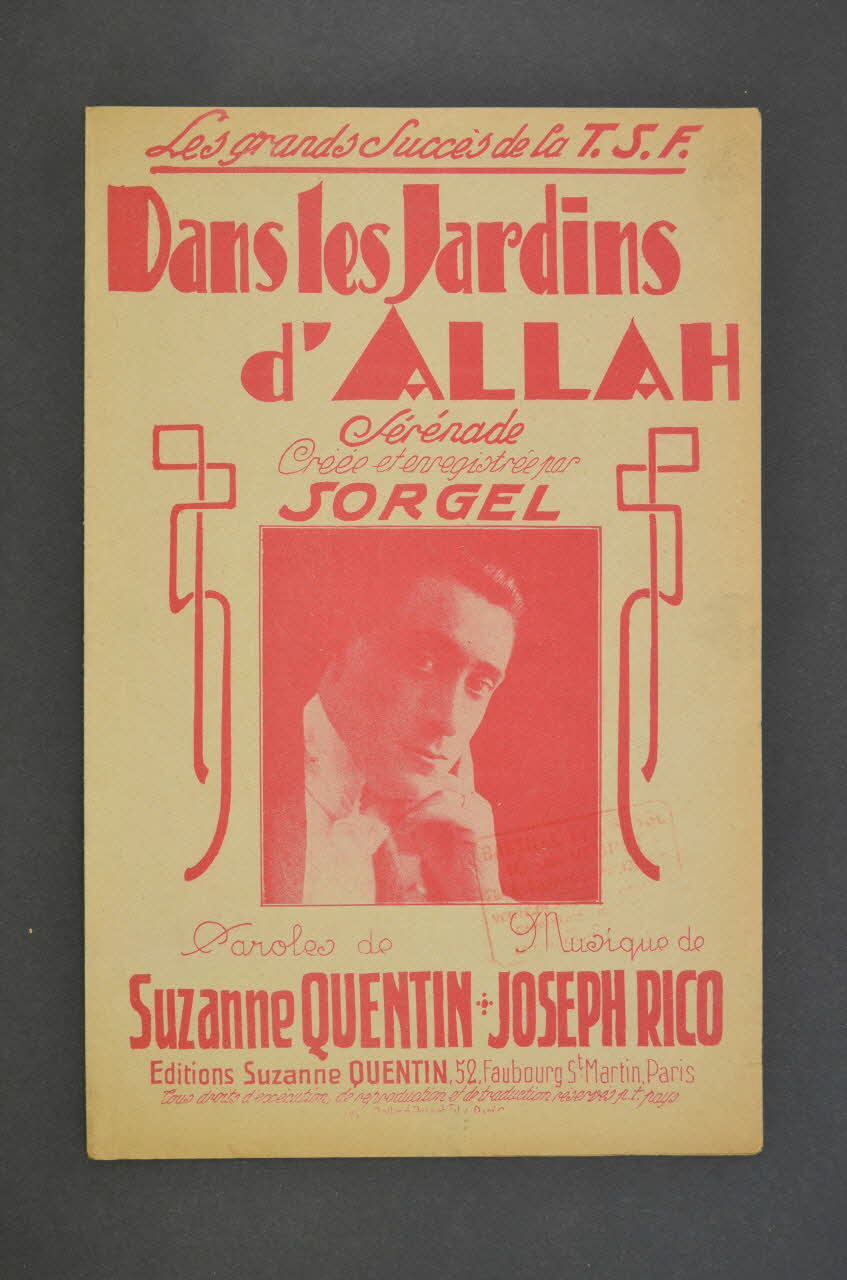 Les grands Succès de la T. S. F.
Dans les Jardins
d'ALLAH
Sérénade
Créée et enregistrée par
SORGEL
Paroles de Musique de
Suzanne QUENTIN JOSEPH RICO
Editions Suzanne QUENTIN, 52, Faubourg St Martin, Paris
Tous droits d'exécution, de reproduction et de traduction réservés p. t. pays